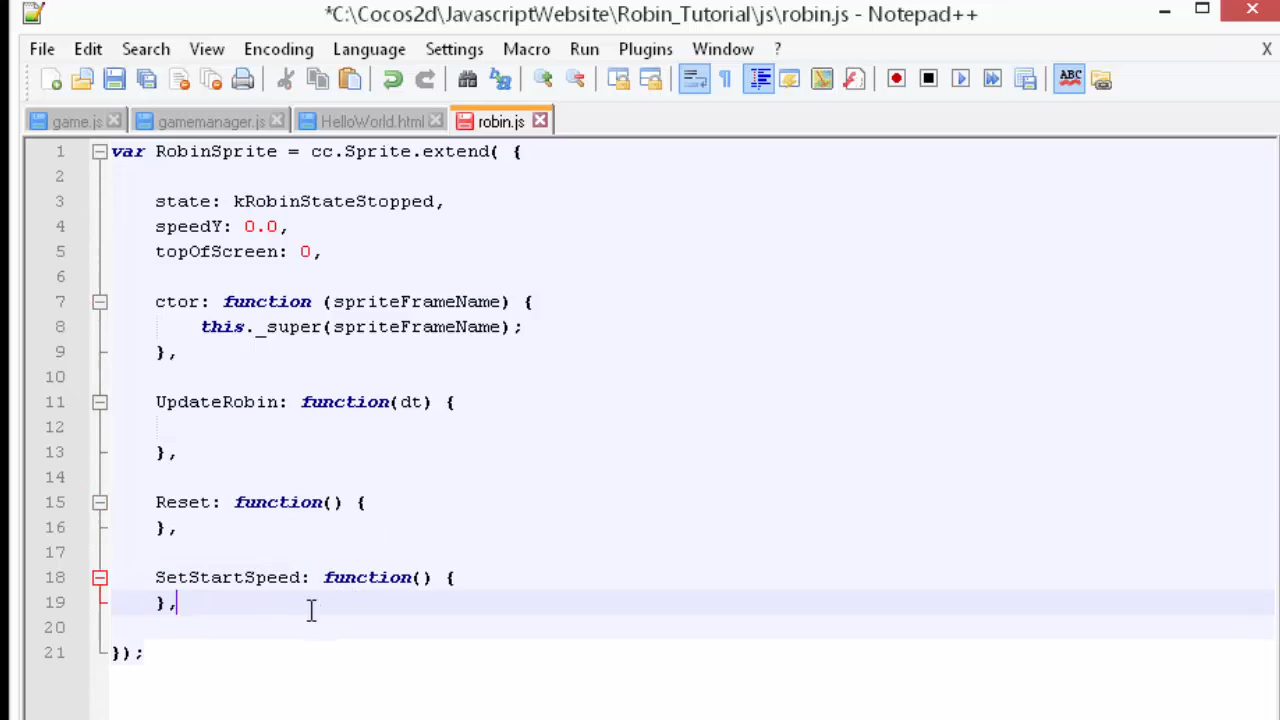 *C:\Cocos2d\JavascriptWebsite\Robin_Tutorial\js\robin.js - Notepad++
File Edit Search View Encoding Language Settings Macro Run Plugins Window ? X
ABC
game.js gamemanager.js HelloWorld.html robin.js
1 var RobinSprite = cc.Sprite.extend( {
2
3 state: kRobinStateStopped,
4 speedY: 0.0,
5 topOfScreen: 0,
6
7 ctor: function (spriteFrameName) {
8 this._super(spriteFrameName);
9 },
10
11 UpdateRobin: function(dt) {
12
13 },
14
15 Reset: function() {
16 },
17
18 SetStartSpeed: function() {
19 },
20
21 });